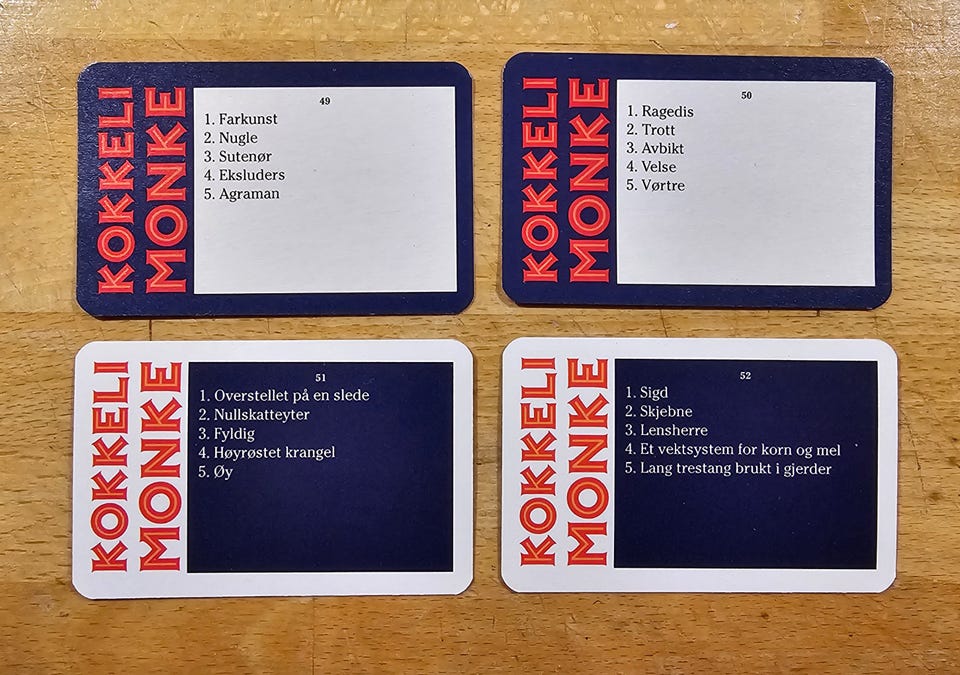 KOKKELI
MONKE
49
1. Farkunst
2. Nugle
3. Sutenør
4. Eksluders
5. Agraman
KOKKELI
MONKE
50
1. Ragedis
2. Trott
3. Avbikt
4. Velse
5. Vørtre
KOKKELI
MONKE
51
1. Overstellet på en slede
2. Nullskatteyter
3. Fyldig
4. Høyrøstet krangel
5. Øy
KOKKELI
MONKE
52
1. Sigd
2. Skjebne
3. Lensherre
4. Et vektsystem for korn og mel
5. Lang trestang brukt i gjerder